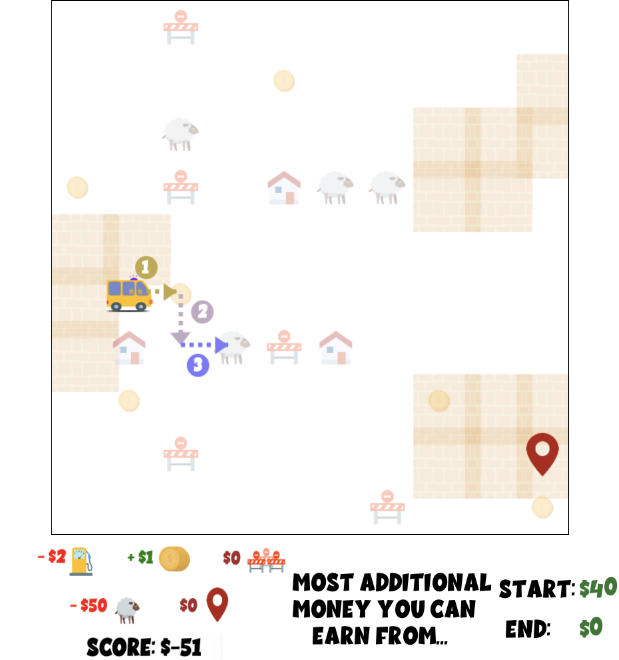 1
2
3
- $2
+ $1
$0
- $50
$0
SCORE: $-51
MOST ADDITIONAL
MONEY YOU CAN
EARN FROM...
START: $40
END: $0